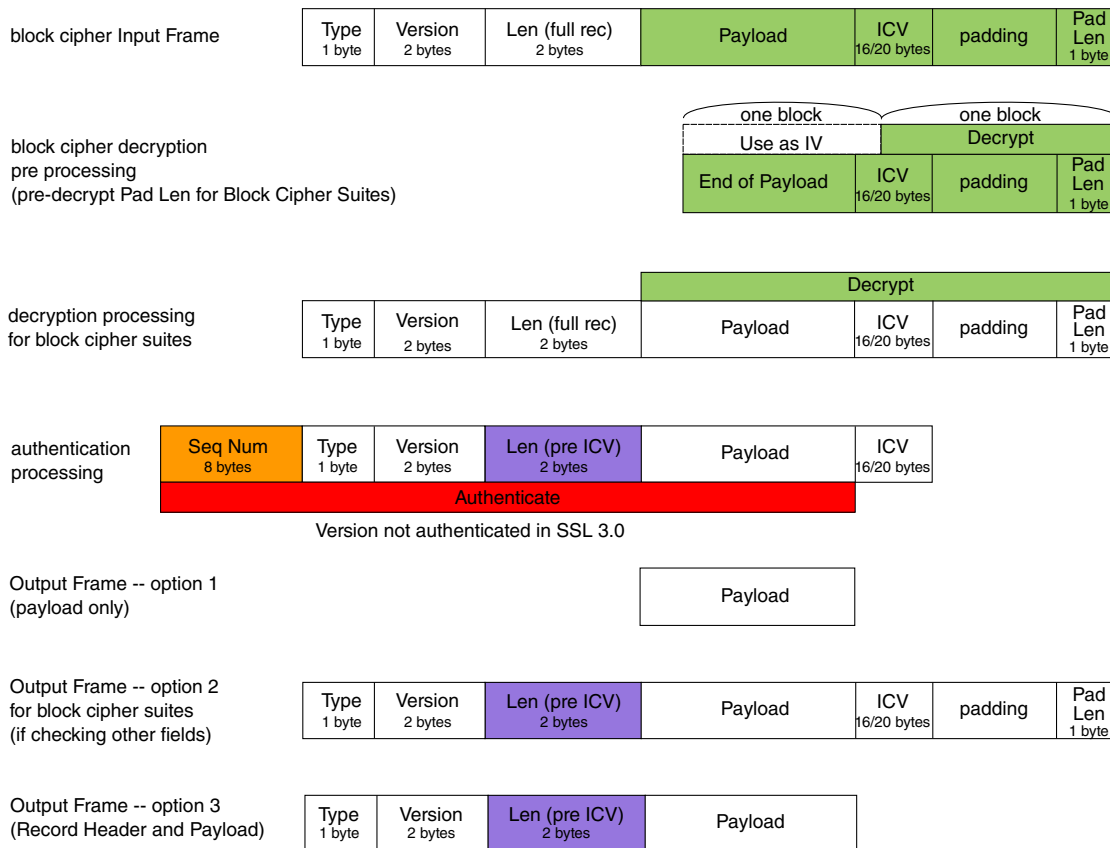 block cipher Input Frame
Type
1 byte
Version
2 bytes
Len (full rec)
2 bytes
Payload
ICV
16/20 bytes
padding
Pad
Len
1 byte
one block
one block
block cipher decryption
pre processing
(pre-decrypt Pad Len for Block Cipher Suites)
Use as IV
Decrypt
End of Payload
ICV
16/20 bytes
padding
Pad
Len
1 byte
Decrypt
decryption processing
for block cipher suites
Type
1 byte
Version
2 bytes
Len (full rec)
2 bytes
Payload
ICV
16/20 bytes
padding
Pad
Len
1 byte
authentication
processing
Seq Num
8 bytes
Type
1 byte
Version
2 bytes
Len (pre ICV)
2 bytes
Payload
ICV
16/20 bytes
Authenticate
Version not authenticated in SSL 3.0
Output Frame -- option 1
(payload only)
Payload
Output Frame -- option 2
for block cipher suites
(if checking other fields)
Type
1 byte
Version
2 bytes
Len (pre ICV)
2 bytes
Payload
ICV
16/20 bytes
padding
Pad
Len
1 byte
Output Frame -- option 3
(Record Header and Payload)
Type
1 byte
Version
2 bytes
Len (pre ICV)
2 bytes
Payload